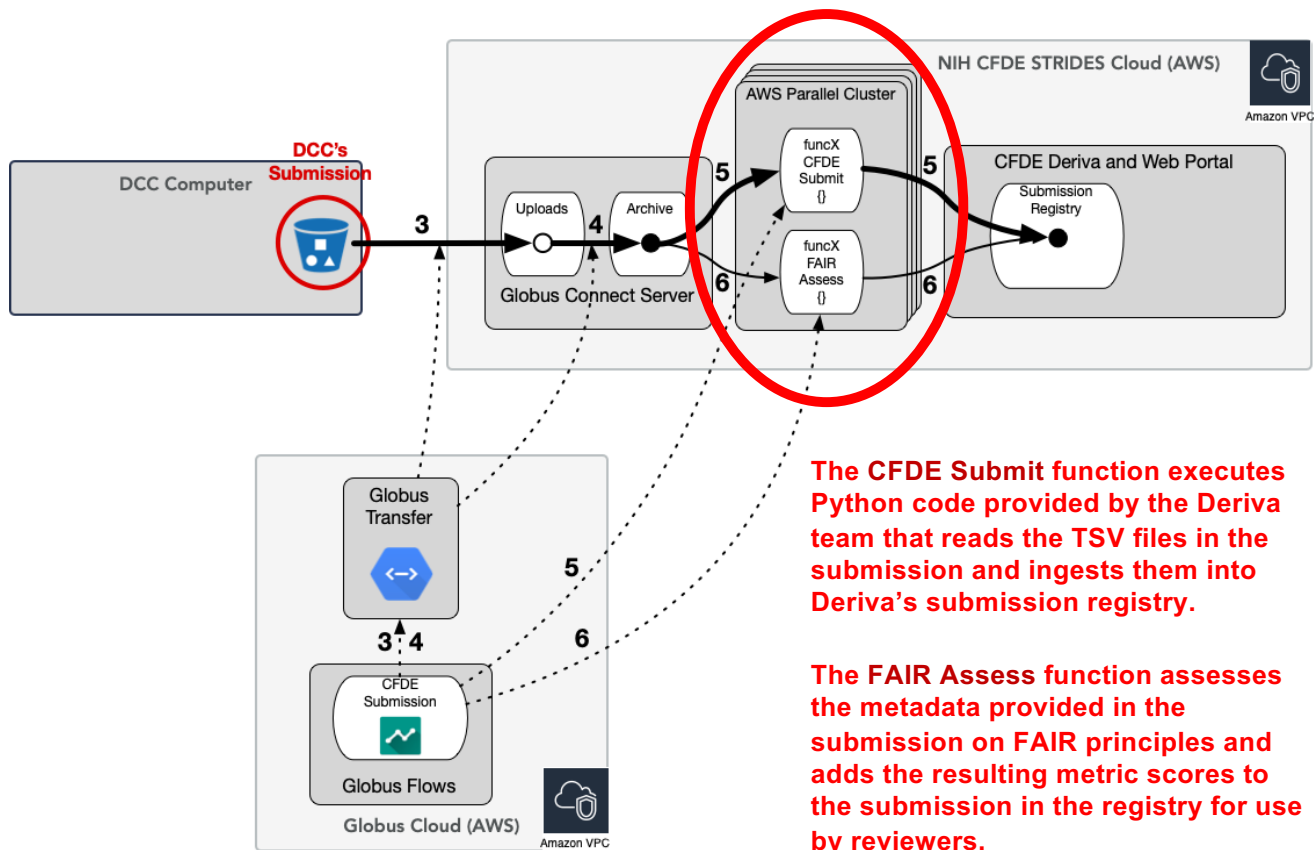 NIH CFDE STRIDES Cloud (AWS)
Amazon VPC
AWS Parallel Cluster
funcX
CFDE
Submit
{}
funcX
FAIR
Assess
{}
DCC's
Submission
DCC Computer
3
Uploads
4
Archive
Globus Connect Server
5
6
5
6
CFDE Deriva and Web Portal
Submission
Registry
Globus
Transfer
3
4
5
6
CFDE
Submission
Globus Flows
Globus Cloud (AWS)
Amazon VPC
The CFDE Submit function executes
Python code provided by the Deriva
team that reads the TSV files in the
submission and ingests them into
Deriva’s submission registry.
The FAIR Assess function assesses
the metadata provided in the
submission on FAIR principles and
adds the resulting metric scores to
the submission in the registry for use
by reviewers.